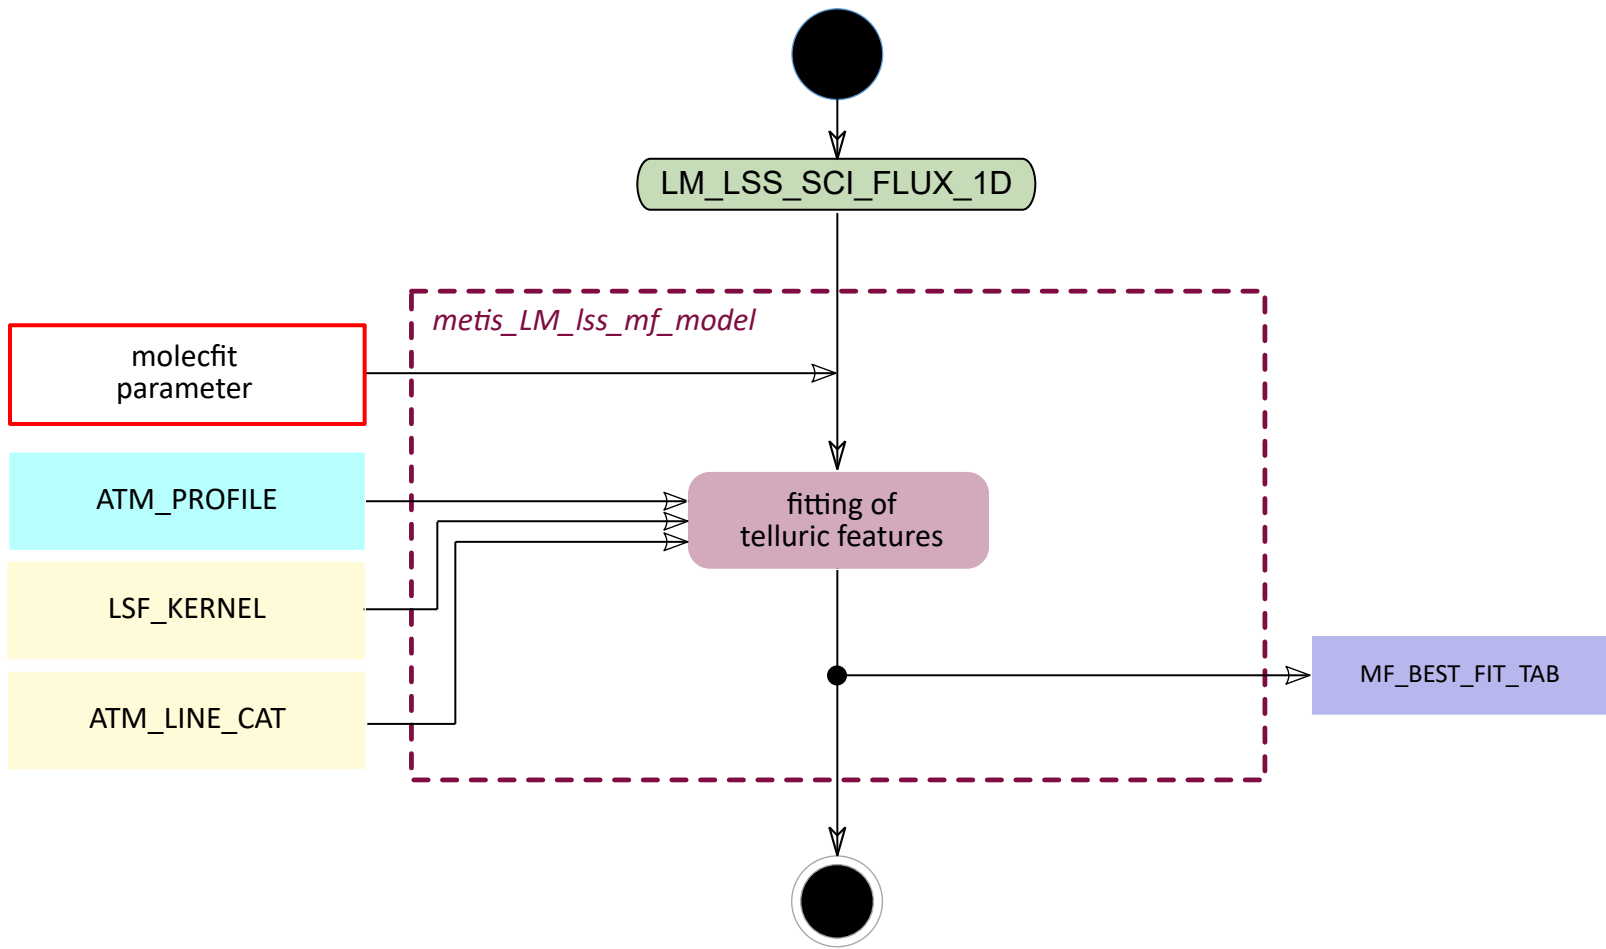 LM_LSS_SCI_FLUX_1D
metis_LM_lss_mf_model
molecfit
parameter
ATM_PROFILE
fitting of
telluric features
LSF_KERNEL
MF_BEST_FIT_TAB
ATM_LINE_CAT